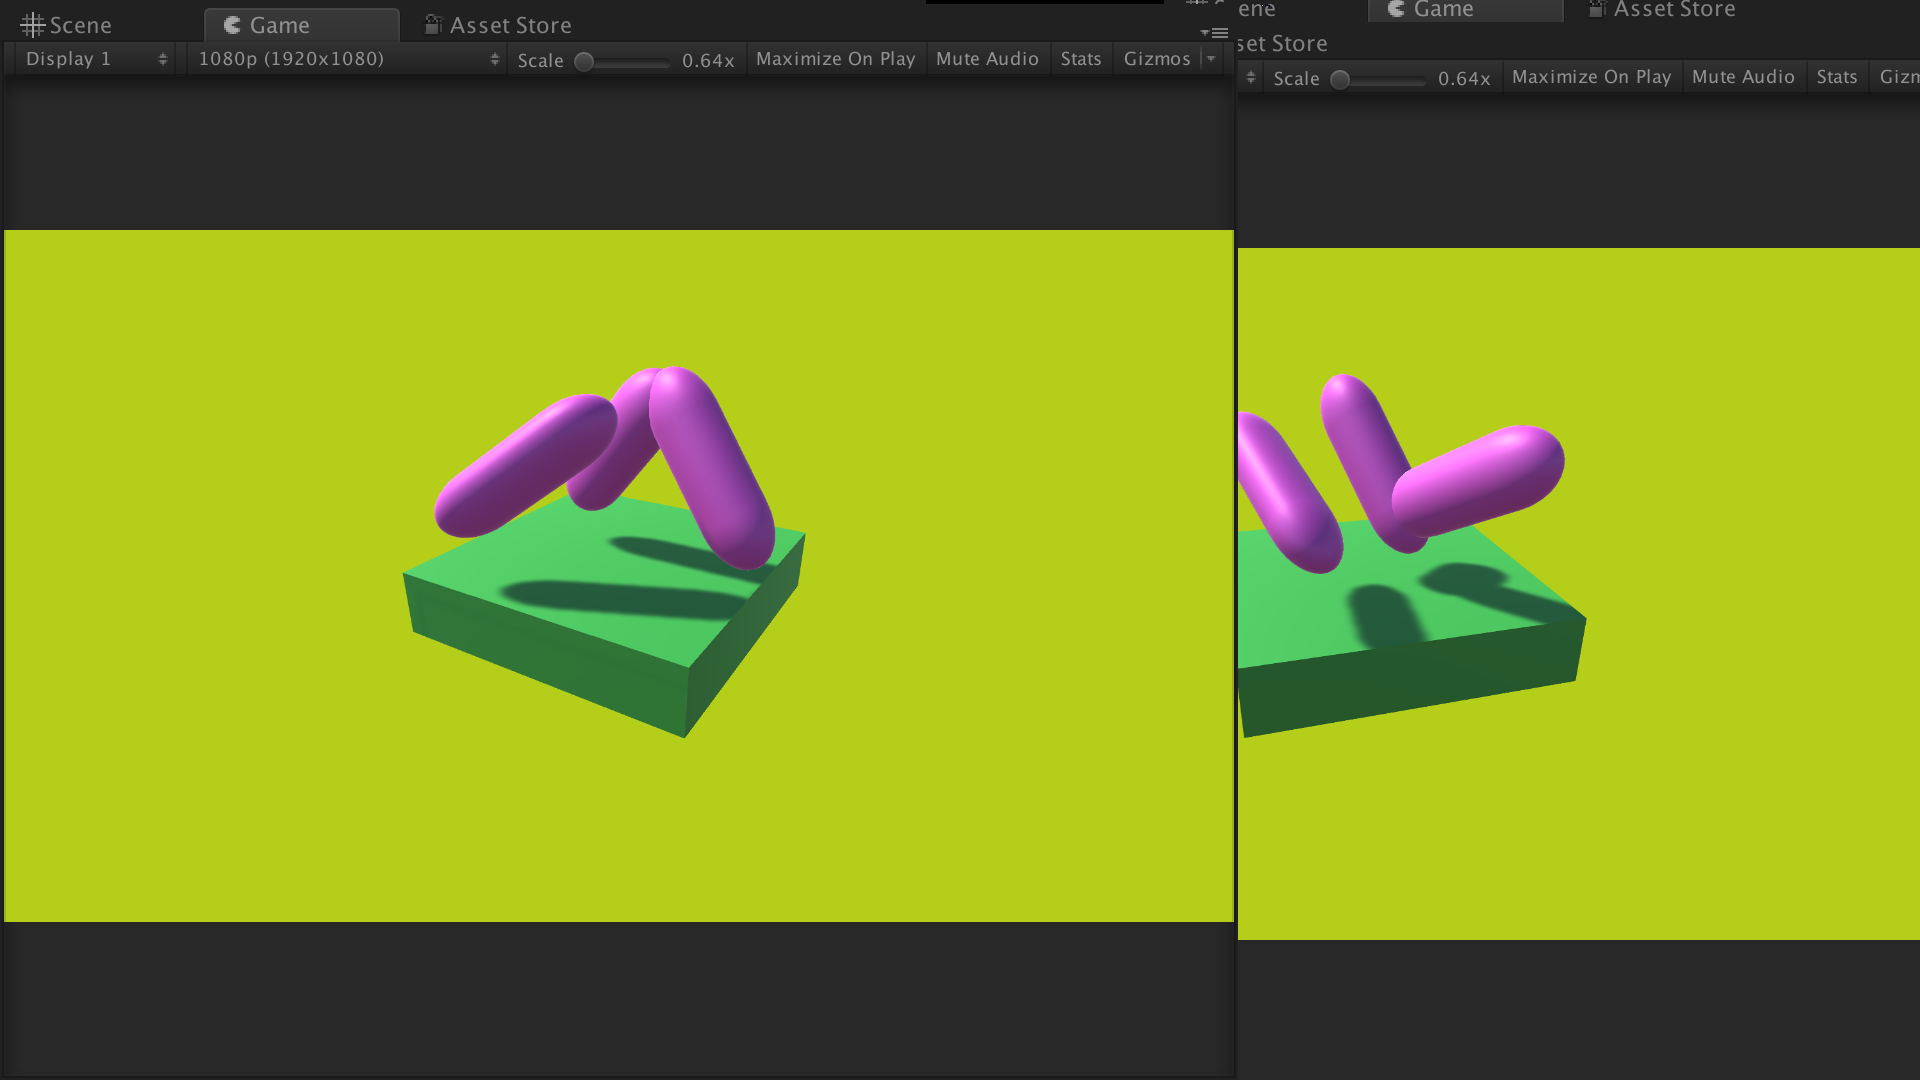 Scene Game Asset Store
Display 1 1080p (1920x1080) Scale 0.64x Maximize On Play Mute Audio Stats Gizmos
ene Game Asset Store
set Store
Scale 0.64x Maximize On Play Mute Audio Stats Gizm